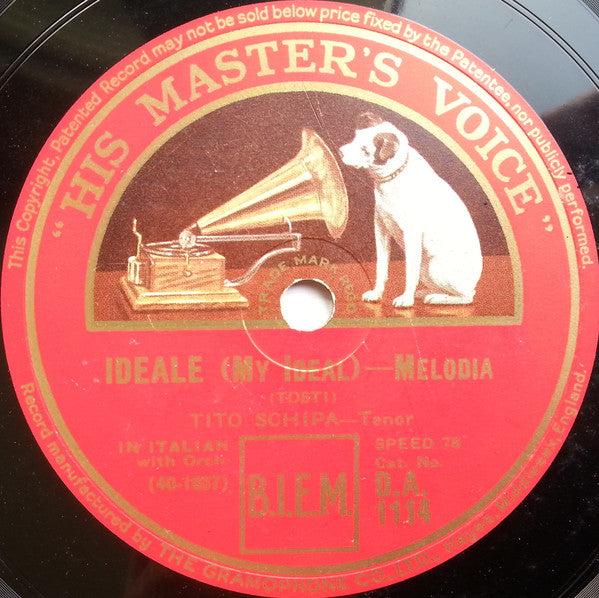 This Copyright, Patented Record may not be sold below price fixed by the Patentee, nor publicly performed.
"HIS MASTER'S VOICE"
TRADE MARK REGD
IDEALE (MY IDEAL)—MELODIA
(TOSTI)
TITO SCHIPA—Tenor
IN ITALIAN
with Orch
(40-1637)
B.I.E.M.
SPEED 78
Cat. No.
D.A.
1114
Record manufactured by THE GRAMOPHONE CO., LTD., Hayes, Middlesex, England.